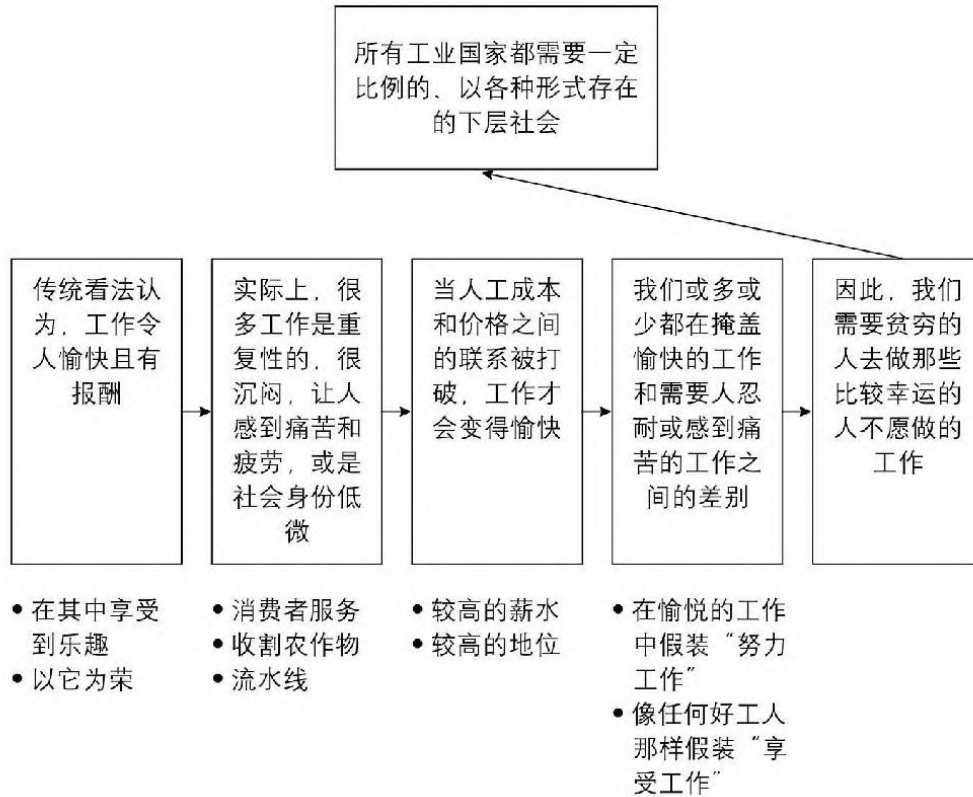 所有工业国家都需要一定
比例的、以各种形式存在
的下层社会
传统看法认
为，工作令
人愉快且有
报酬
实际上，很
多工作是重
复性的，很
沉闷，让人
感到痛苦和
疲劳，或是
社会身份低
微
当人工成本
和价格之间
的联系被打
破，工作才
会变得愉快
我们或多或
少都在掩盖
愉快的工作
和需要人忍
耐或感到痛
苦的工作之
间的差别
因此，我们
需要贫穷的
人去做那些
比较幸运的
人不愿做的
工作
• 在其中享受
到乐趣
• 以它为荣
• 消费者服务
• 收割农作物
• 流水线
• 较高的薪水
• 较高的地位
• 在愉悦的工作
中假装“努力
工作”
• 像任何好工人
那样假装“享
受工作”